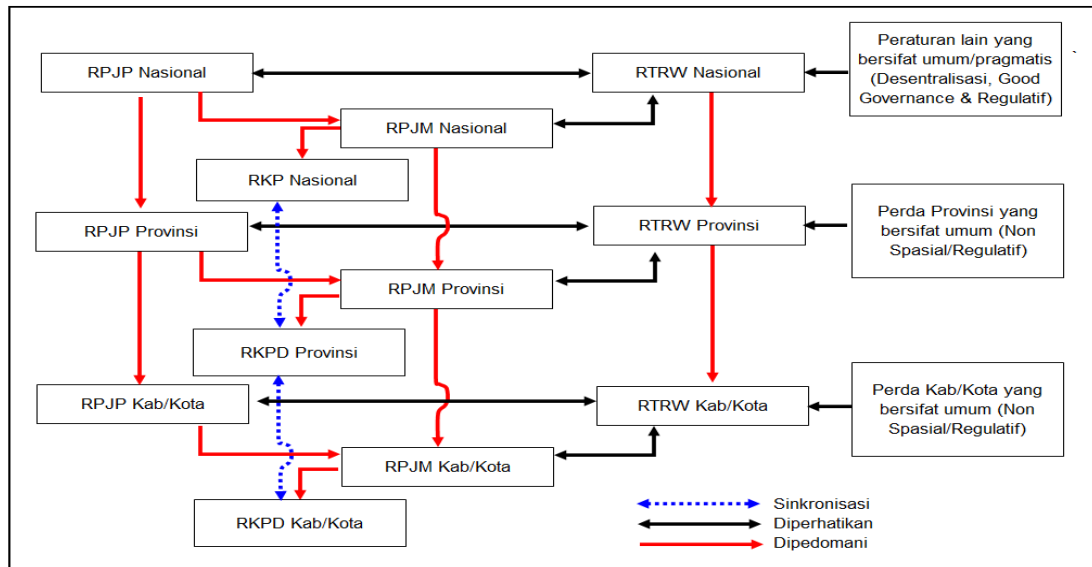 RPJP Nasional
RTRW Nasional
Peraturan lain yang
bersifat umum/pragmatis
(Desentralisasi, Good
Governance & Regulatif)
`
RPJM Nasional
RKP Nasional
RPJP Provinsi
RTRW Provinsi
Perda Provinsi yang
bersifat umum (Non
Spasial/Regulatif)
RPJM Provinsi
RKPD Provinsi
RPJP Kab/Kota
RTRW Kab/Kota
Perda Kab/Kota yang
bersifat umum (Non
Spasial/Regulatif)
RPJM Kab/Kota
RKPD Kab/Kota
Sinkronisasi
Diperhatikan
Dipedomani